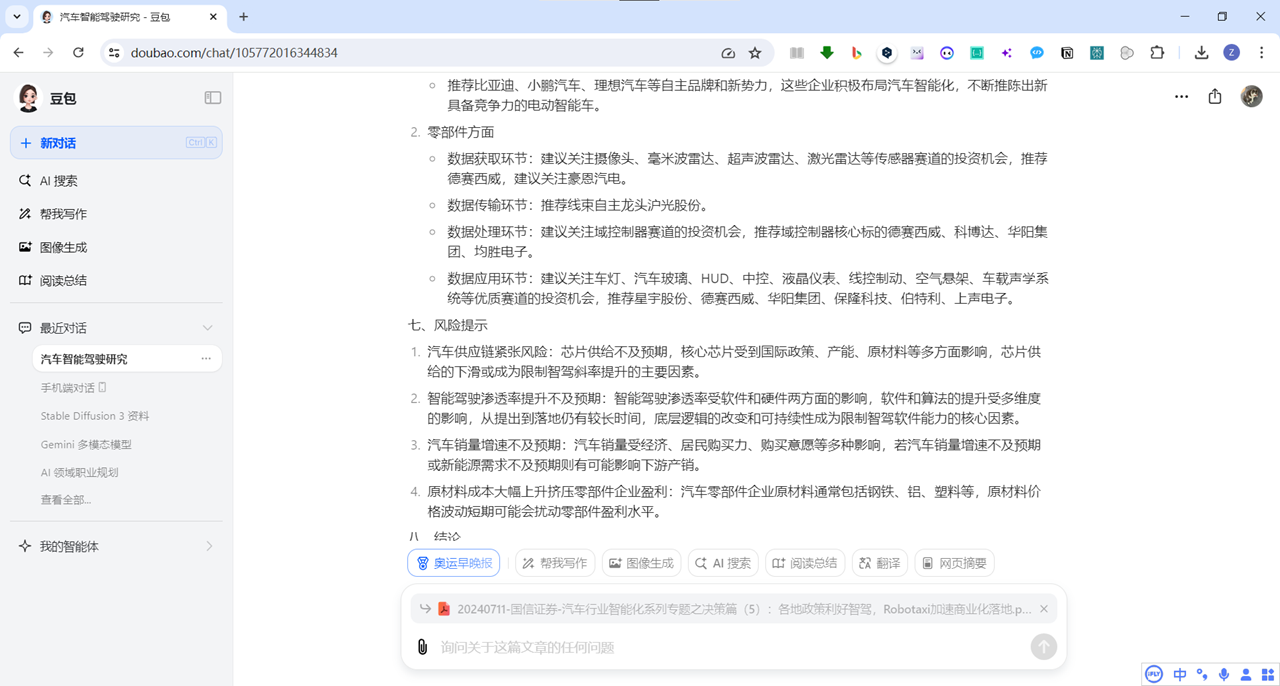 汽车智能驾驶研究 - 豆包
doubao.com/chat/105772016344834
豆包
新对话
Ctrl K
AI 搜索
帮我写作
图像生成
阅读总结
最近对话
汽车智能驾驶研究
手机端对话
Stable Diffusion 3 资料
Gemini 多模态模型
AI 领域职业规划
查看全部...
我的智能体
推荐比亚迪、小鹏汽车、理想汽车等自主品牌和新势力，这些企业积极布局汽车智能化，不断推陈出新
具备竞争力的电动智能车。
2. 零部件方面
数据获取环节：建议关注摄像头、毫米波雷达、超声波雷达、激光雷达等传感器赛道的投资机会，推荐
德赛西威，建议关注豪恩汽电。
数据传输环节：推荐线束自主龙头沪光股份。
数据处理环节：建议关注域控制器赛道的投资机会，推荐域控制器核心标的德赛西威、科博达、华阳集
团、均胜电子。
数据应用环节：建议关注车灯、汽车玻璃、HUD、中控、液晶仪表、线控制动、空气悬架、车载声学系
统等优质赛道的投资机会，推荐星宇股份、德赛西威、华阳集团、保隆科技、伯特利、上声电子。
七、风险提示
1. 汽车供应链紧张风险：芯片供给不及预期，核心芯片受到国际政策、产能、原材料等多方面影响，芯片供
给的下滑或成为限制智驾斜率提升的主要因素。
2. 智能驾驶渗透率提升不及预期：智能驾驶渗透率受软件和硬件两方面的影响，软件和算法的提升受多维度
的影响，从提出到落地仍有较长时间，底层逻辑的改变和可持续性成为限制智驾软件能力的核心因素。
3. 汽车销量增速不及预期：汽车销量受经济、居民购买力、购买意愿等多种影响，若汽车销量增速不及预期
或新能源需求不及预期则有可能影响下游产销。
4. 原材料成本大幅上升挤压零部件企业盈利：汽车零部件企业原材料通常包括钢铁、铝、塑料等，原材料价
格波动短期可能会扰动零部件盈利水平。
八、结论
奥运早晚报
帮我写作
图像生成
AI 搜索
阅读总结
翻译
网页摘要
20240711-国信证券-汽车行业智能化系列专题之决策篇（5）：各地政策利好智驾，Robotaxi加速商业化落地.p...
询问关于这篇文章的任何问题
Z
iFLY
中